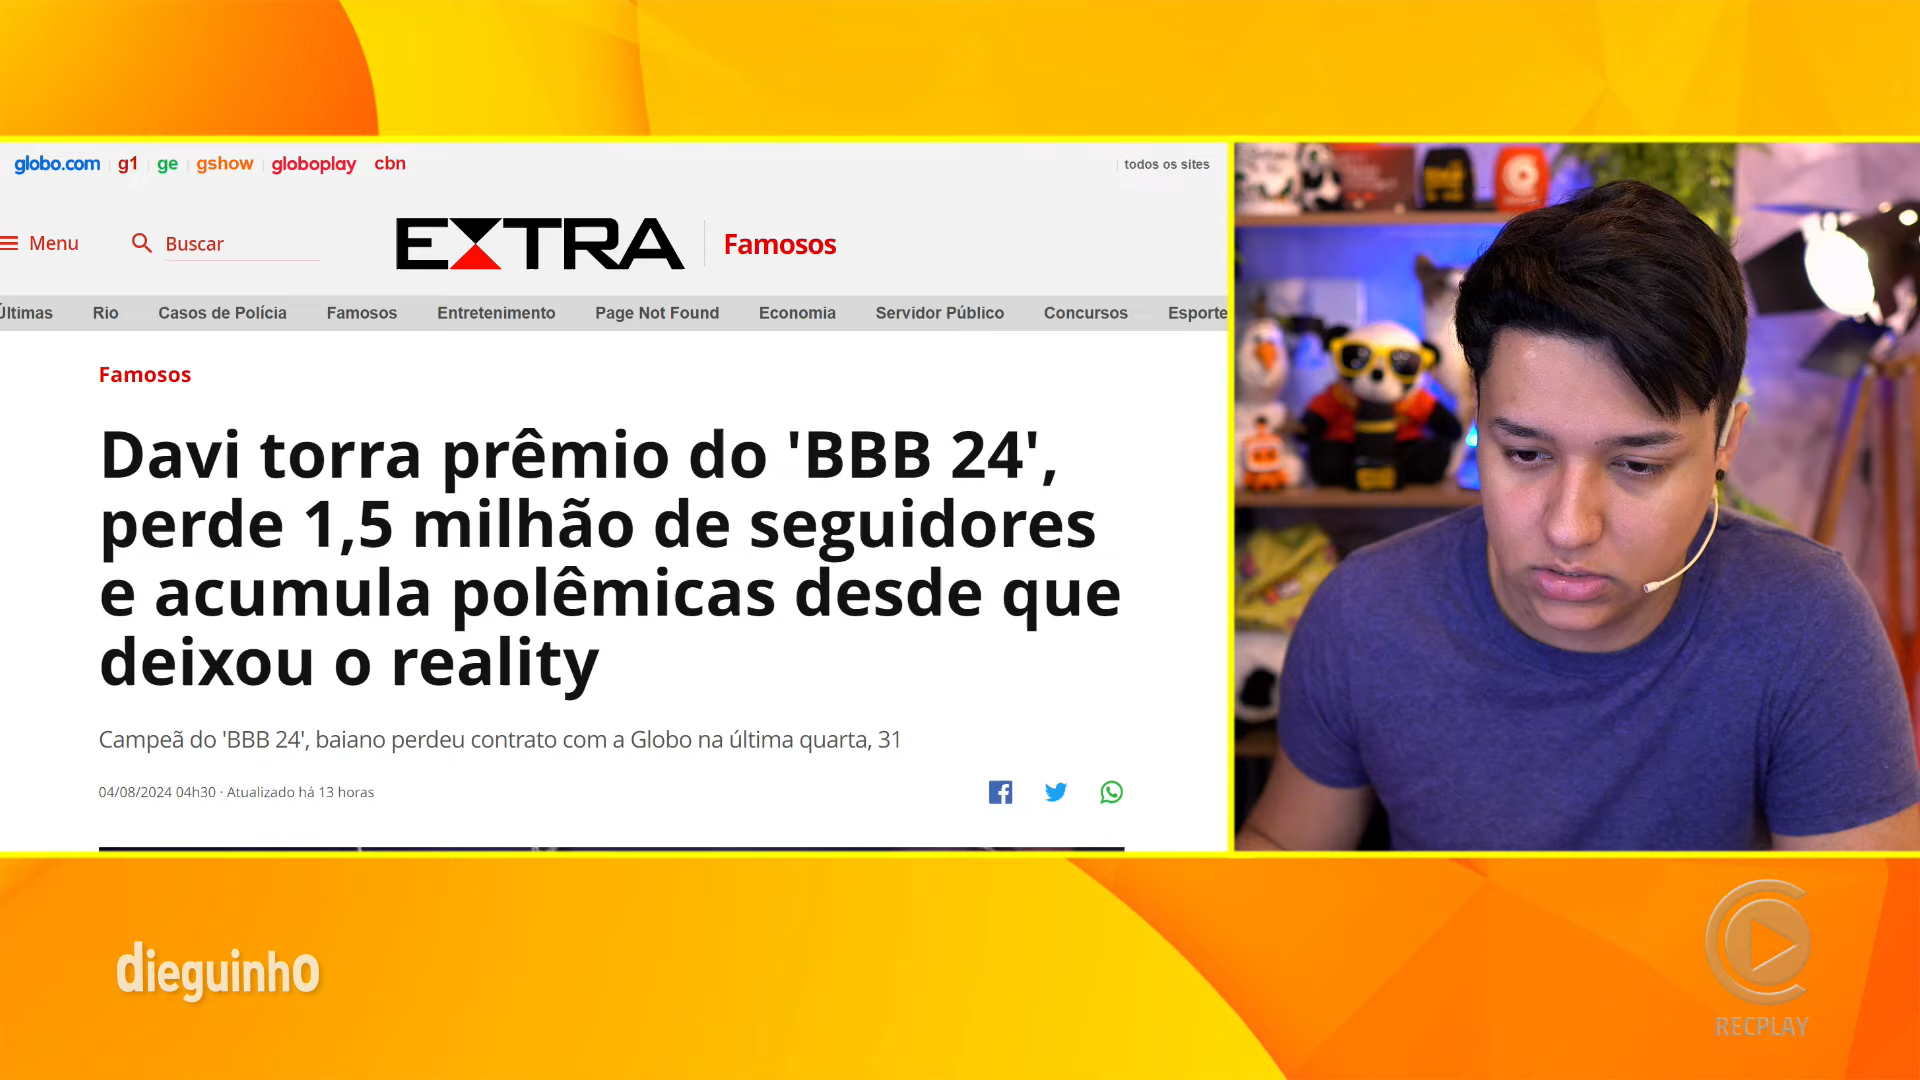 globo.com g1 ge gshow globoplay cbn todos os sites
Menu Buscar EXTRA Famosos
Últimas Rio Casos de Polícia Famosos Entretenimento Page Not Found Economia Servidor Público Concursos Esporte
Famosos
Davi torra prêmio do 'BBB 24',
perde 1,5 milhão de seguidores
e acumula polêmicas desde que
deixou o reality
Campeã do 'BBB 24', baiano perdeu contrato com a Globo na última quarta, 31
04/08/2024 04h30 · Atualizado há 13 horas
dieguinho
RECPLAY